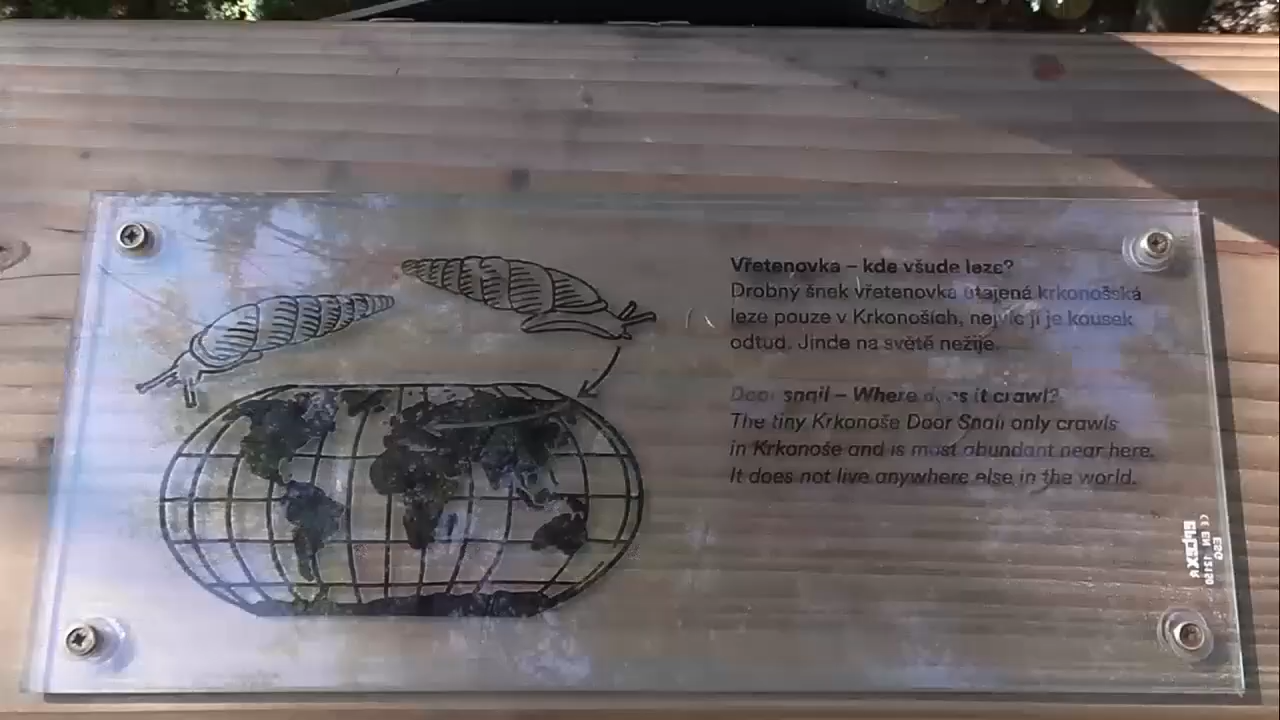 Vřetenovka – kde všude leze?
Drobný šnek vřetenovka utajená krkonošská
leze pouze v Krkonoších, nejvíc jí je kousek
odtud. Jinde na světě nežije.
Door snail – Where does it crawl?
The tiny Krkonoše Door Snail only crawls
in Krkonoše and is most abundant near here.
It does not live anywhere else in the world.